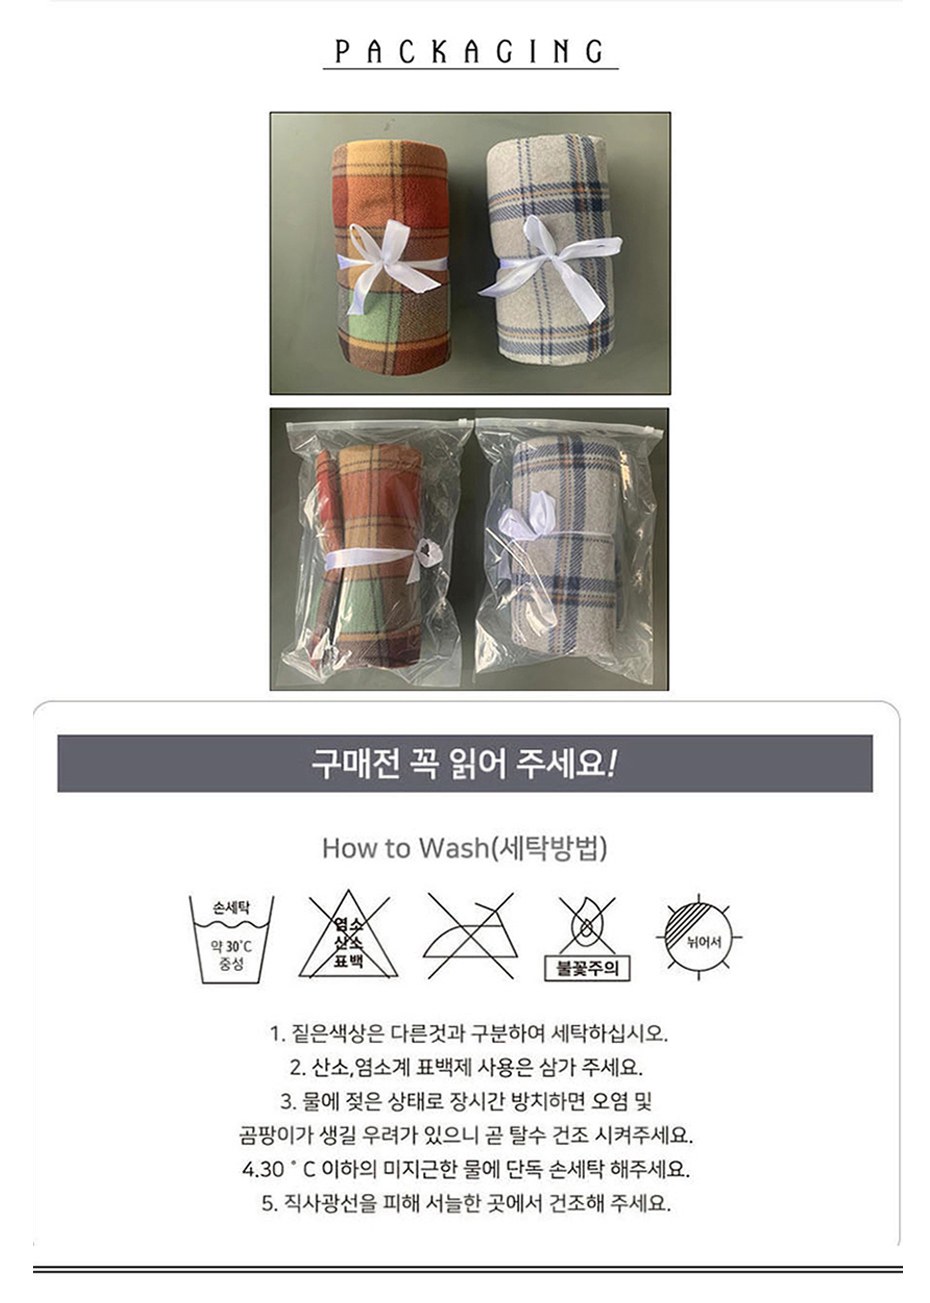 PACKAGING
구매전 꼭 읽어 주세요!
How to Wash(세탁방법)
손세탁
약 30°C
중성
염소
산소
표백
불꽃주의
뉘어서
1. 짙은색상은 다른것과 구분하여 세탁하십시오.
2. 산소,염소계 표백제 사용은 삼가 주세요.
3. 물에 젖은 상태로 장시간 방치하면 오염 및
곰팡이가 생길 우려가 있으니 곧 탈수 건조 시켜주세요.
4.30 ˚ C 이하의 미지근한 물에 단독 손세탁 해주세요.
5. 직사광선을 피해 서늘한 곳에서 건조해 주세요.